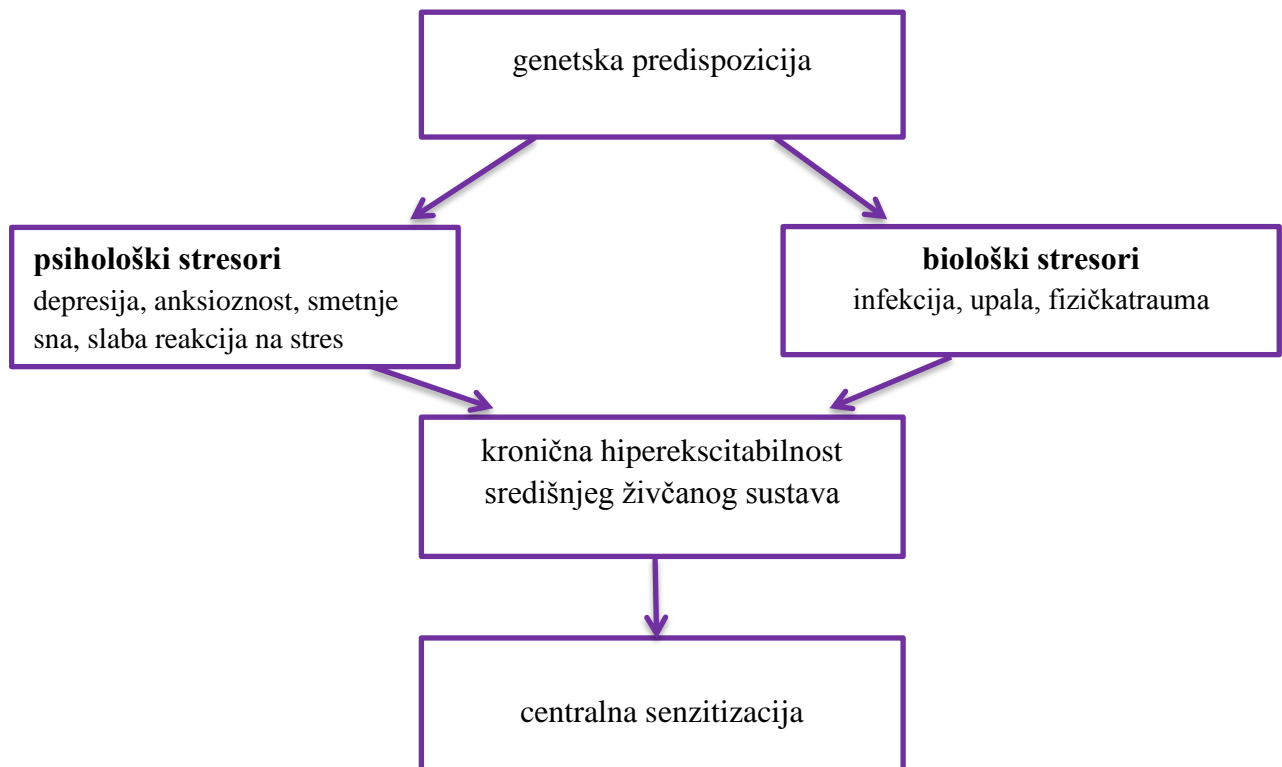 genetska predispozicija
psihološki stresori
depresija, anksioznost, smetnje
sna, slaba reakcija na stres
biološki stresori
infekcija, upala, fizičkatrauma
kronična hiperekscitabilnost
središnjeg živčanog sustava
centralna senzitizacija